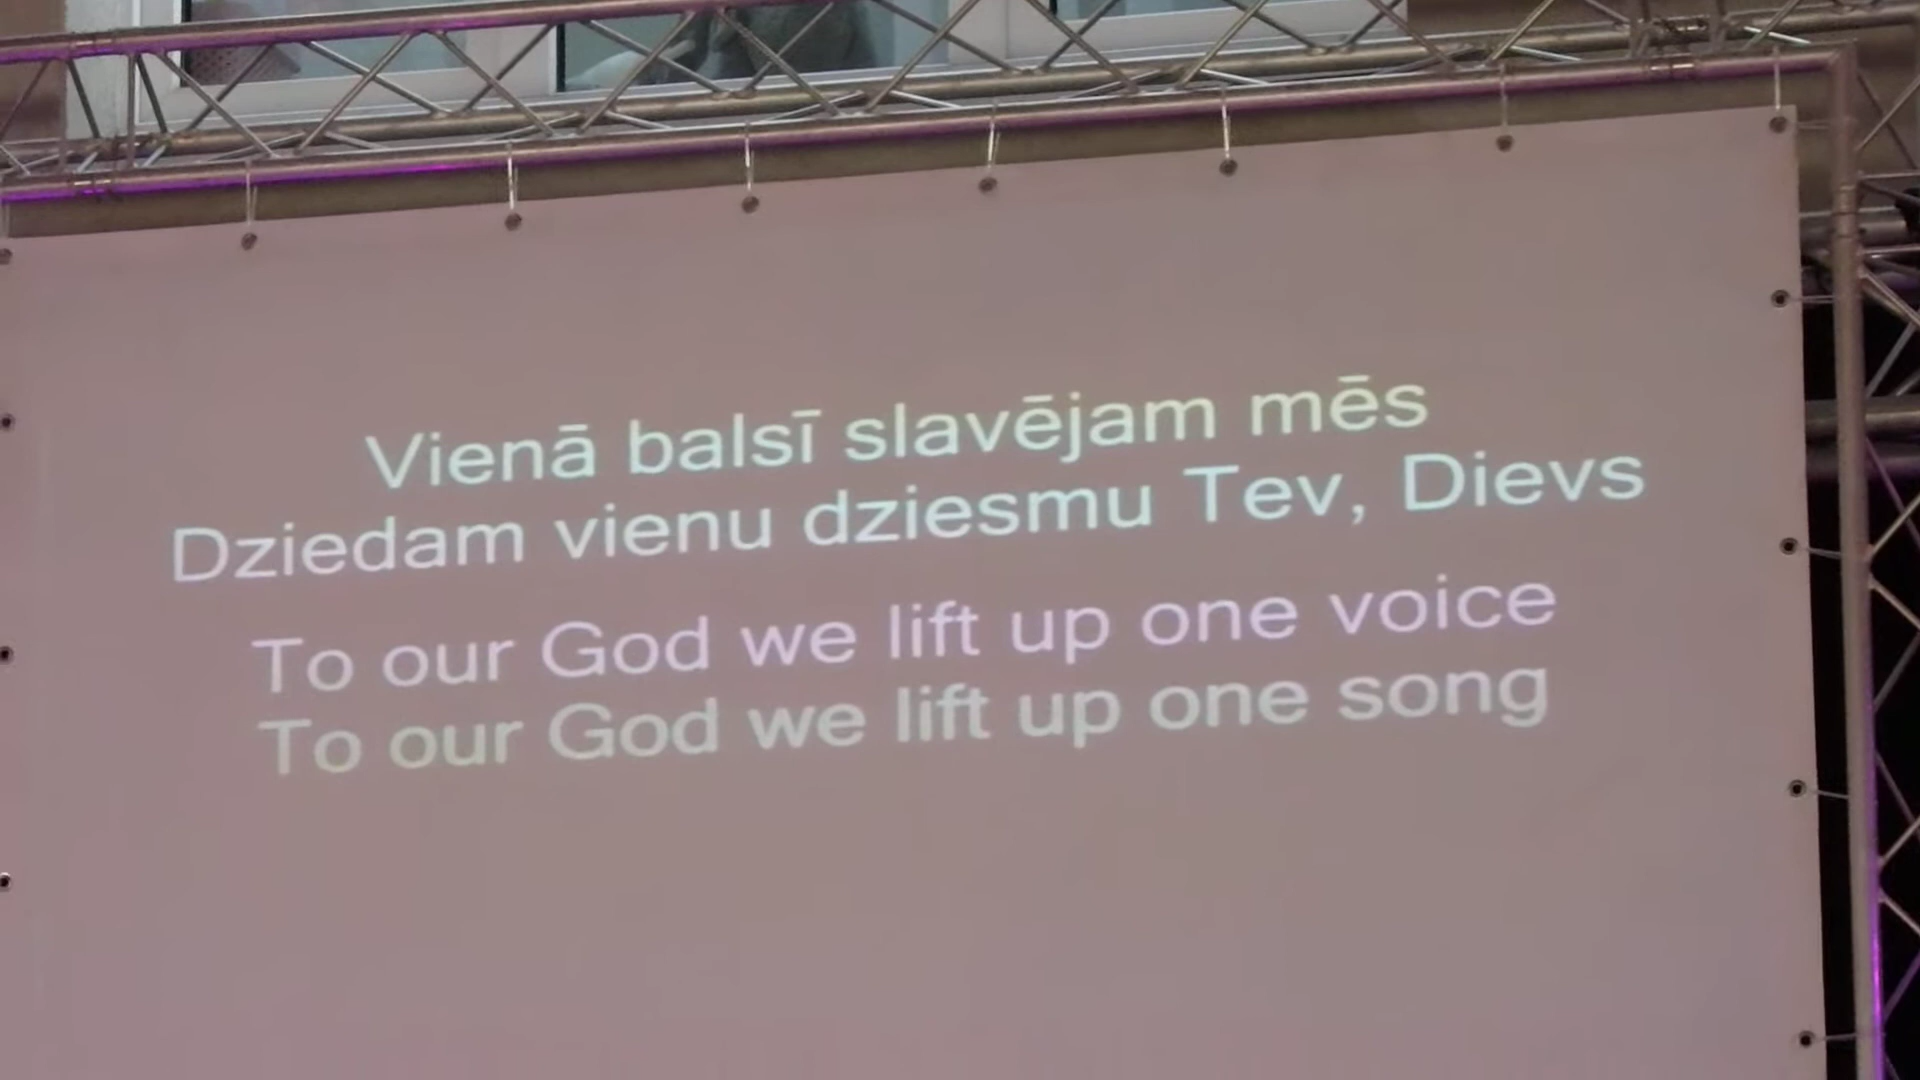 Vienā balsī slavējam mēs
Dziedam vienu dziesmu Tev, Dievs
To our God we lift up one voice
To our God we lift up one song